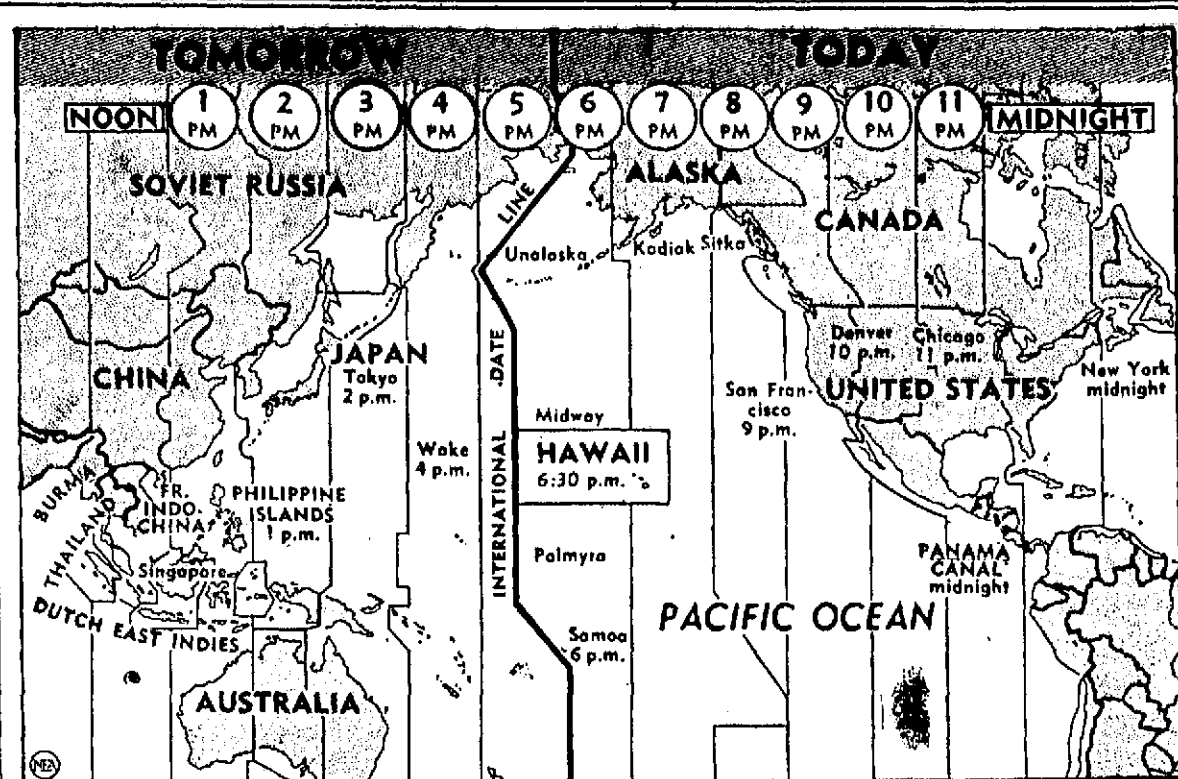 TOMORROW
TODAY
NOON
1 PM
2 PM
3 PM
4 PM
5 PM
6 PM
7 PM
8 PM
9 PM
10 PM
11 PM
MIDNIGHT
SOVIET RUSSIA
ALASKA
CANADA
INTERNATIONAL DATE LINE
Unalaska
Kodiak
Sitka
JAPAN
Tokyo
2 p.m.
CHINA
Denver
10 p.m.
Chicago
11 p.m.
UNITED STATES
New York
midnight
San Fran-
cisco
9 p.m.
Midway
HAWAII
6:30 p.m.
Wake
4 p.m.
BURMA
THAILAND
FR.
INDO-
CHINA
PHILIPPINE
ISLANDS
1 p.m.
Singapore
DUTCH EAST INDIES
Palmyra
PANAMA
CANAL
midnight
PACIFIC OCEAN
Samoa
6 p.m.
AUSTRALIA
NEA